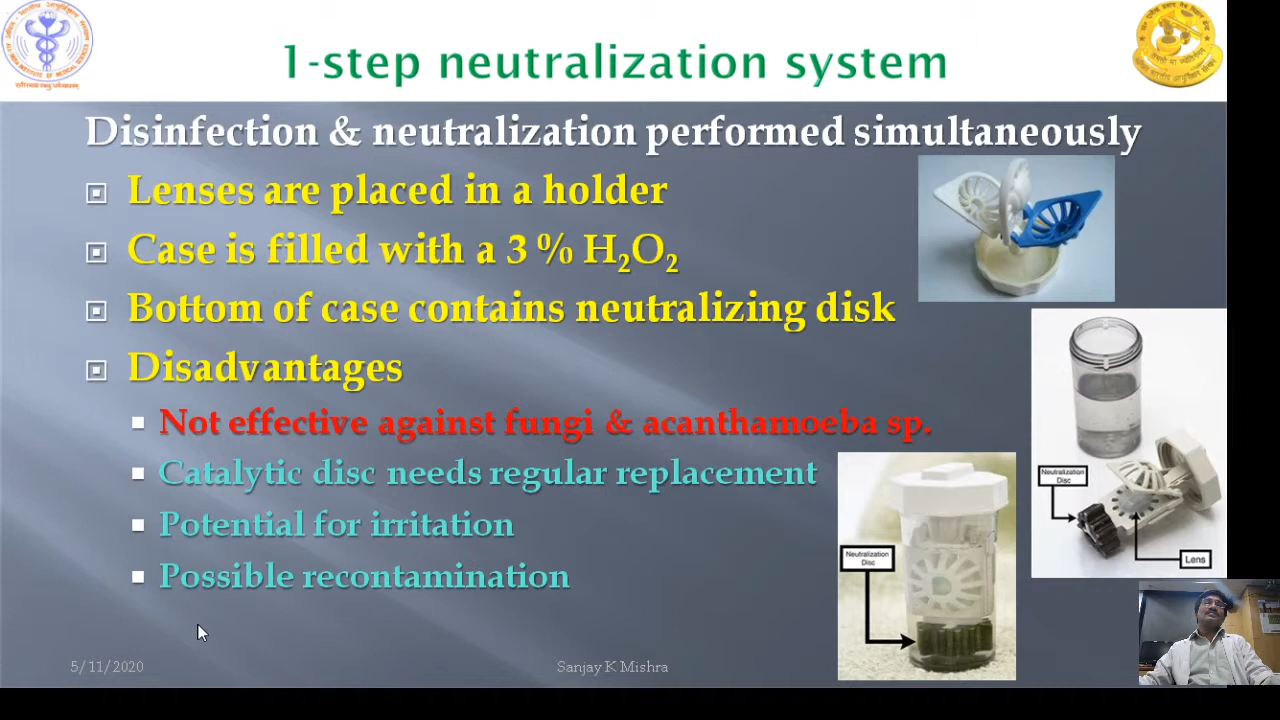 1-step neutralization system
Disinfection & neutralization performed simultaneously
Lenses are placed in a holder
Case is filled with a 3 % H₂O₂
Bottom of case contains neutralizing disk
Disadvantages
Not effective against fungi & acanthamoeba sp.
Catalytic disc needs regular replacement
Potential for irritation
Possible recontamination
Neutralization
Disc
Lens
Neutralization
Disc
5/11/2020
Sanjay K Mishra